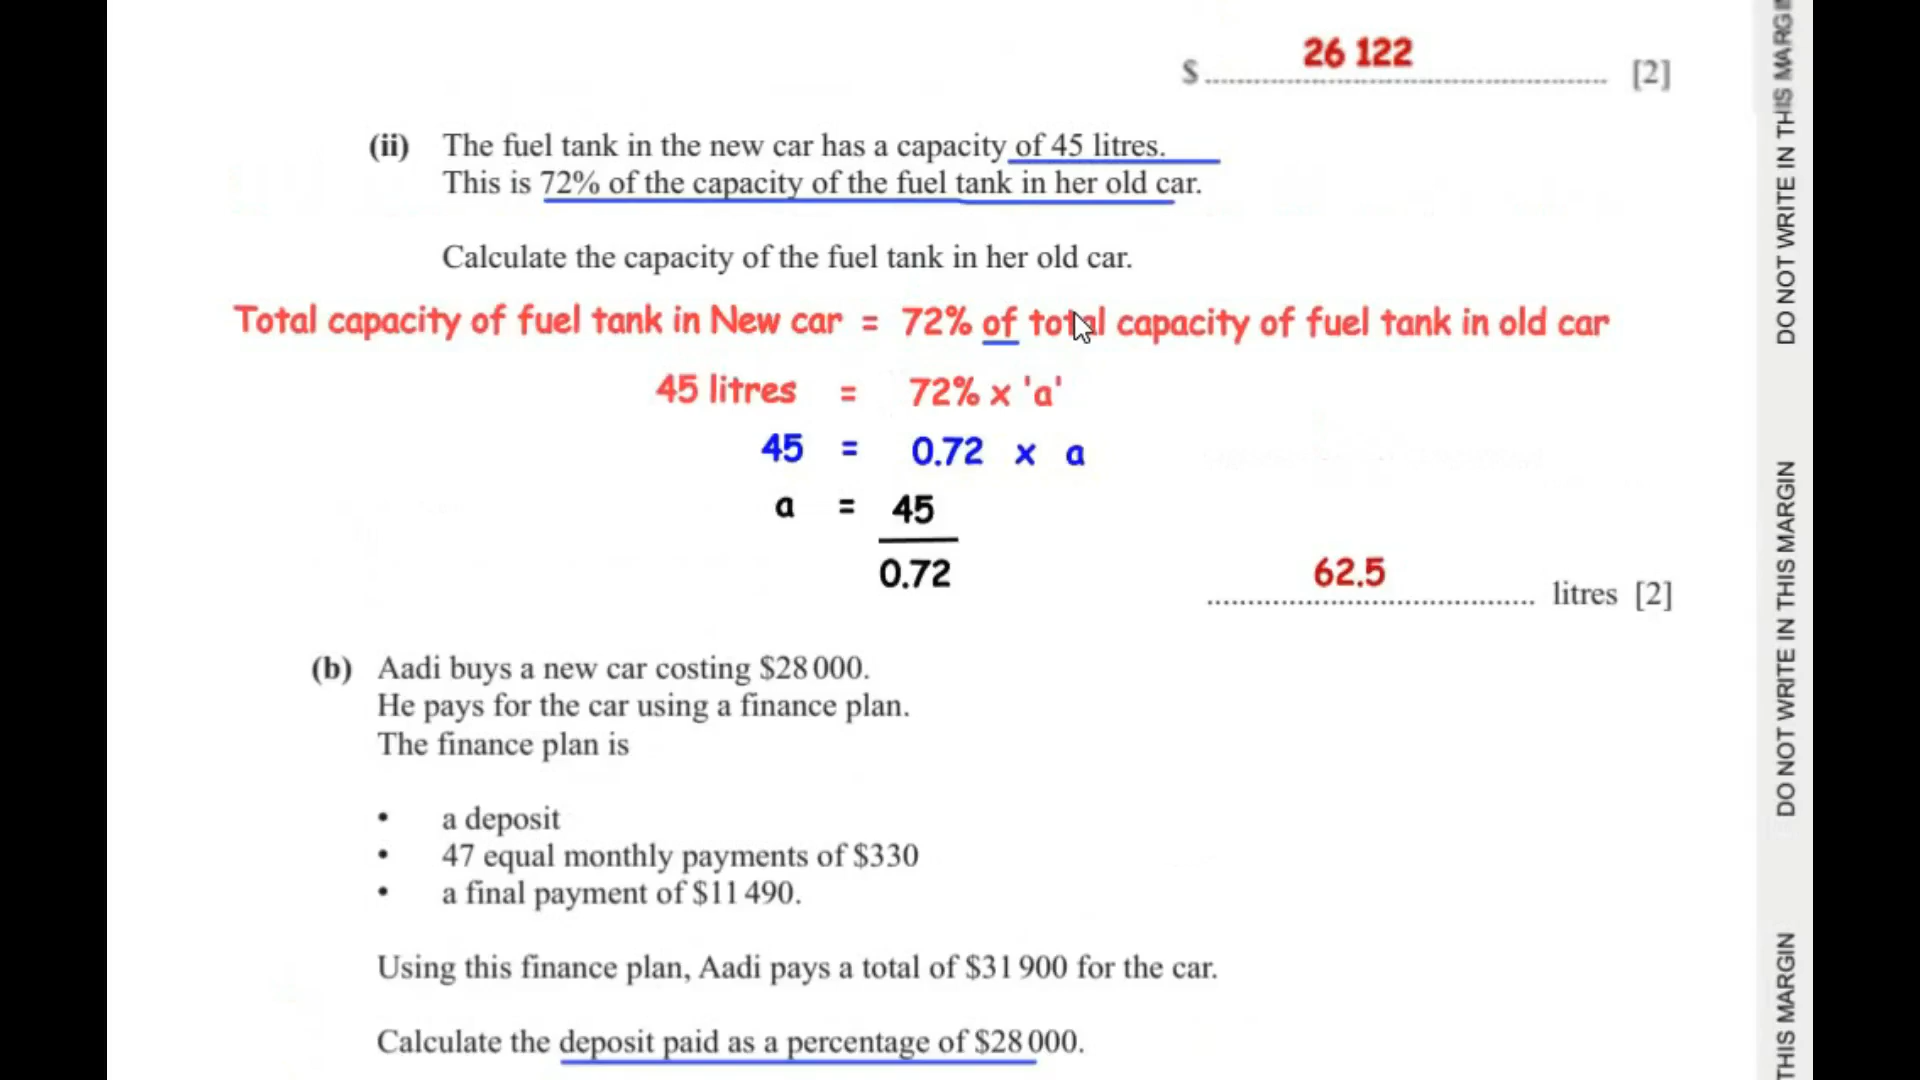 $ ........ 26 122 ........ [2]
(ii) The fuel tank in the new car has a capacity of 45 litres.
This is 72% of the capacity of the fuel tank in her old car.
Calculate the capacity of the fuel tank in her old car.
Total capacity of fuel tank in New car = 72% of total capacity of fuel tank in old car
45 litres = 72% x 'a'
45 = 0.72 x a
a = 45
0.72
62.5
........ litres [2]
(b) Aadi buys a new car costing $28 000.
He pays for the car using a finance plan.
The finance plan is
• a deposit
• 47 equal monthly payments of $330
• a final payment of $11 490.
Using this finance plan, Aadi pays a total of $31 900 for the car.
Calculate the deposit paid as a percentage of $28 000.
DO NOT WRITE IN THIS MARGIN
DO NOT WRITE IN THIS MARGIN
THIS MARGIN